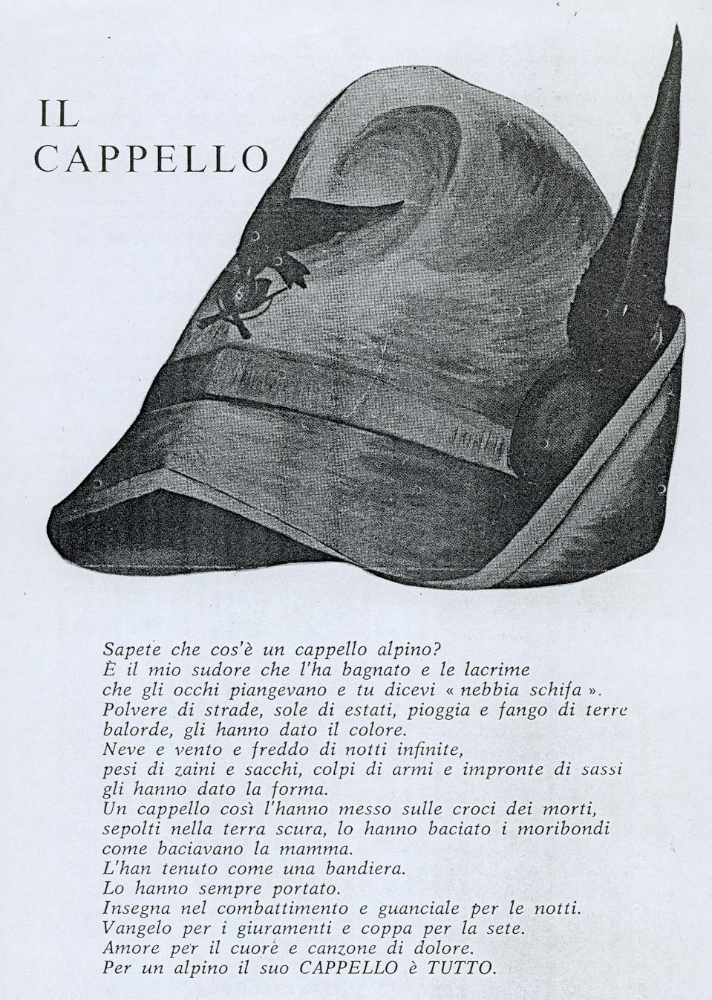 IL
CAPPELLO
Sapete che cos'è un cappello alpino?
È il mio sudore che l'ha bagnato e le lacrime
che gli occhi piangevano e tu dicevi « nebbia schifa ».
Polvere di strade, sole di estati, pioggia e fango di terre
balorde, gli hanno dato il colore.
Neve e vento e freddo di notti infinite,
pesi di zaini e sacchi, colpi di armi e impronte di sassi
gli hanno dato la forma.
Un cappello così l'hanno messo sulle croci dei morti,
sepolti nella terra scura, lo hanno baciato i moribondi
come baciavano la mamma.
L'han tenuto come una bandiera.
Lo hanno sempre portato.
Insegna nel combattimento e guanciale per le notti.
Vangelo per i giuramenti e coppa per la sete.
Amore per il cuore e canzone di dolore.
Per un alpino il suo CAPPELLO è TUTTO.